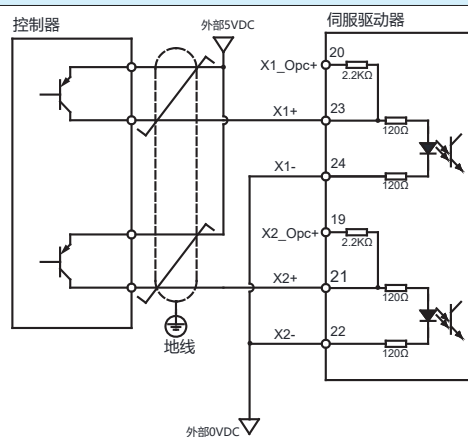 控制器
外部5VDC
伺服驱动器
20
X1_Opc+
2.2KΩ
X1+
23
120Ω
X1-
24
120Ω
19
X2_Opc+
2.2KΩ
X2+
21
120Ω
地线
X2-
22
120Ω
外部0VDC